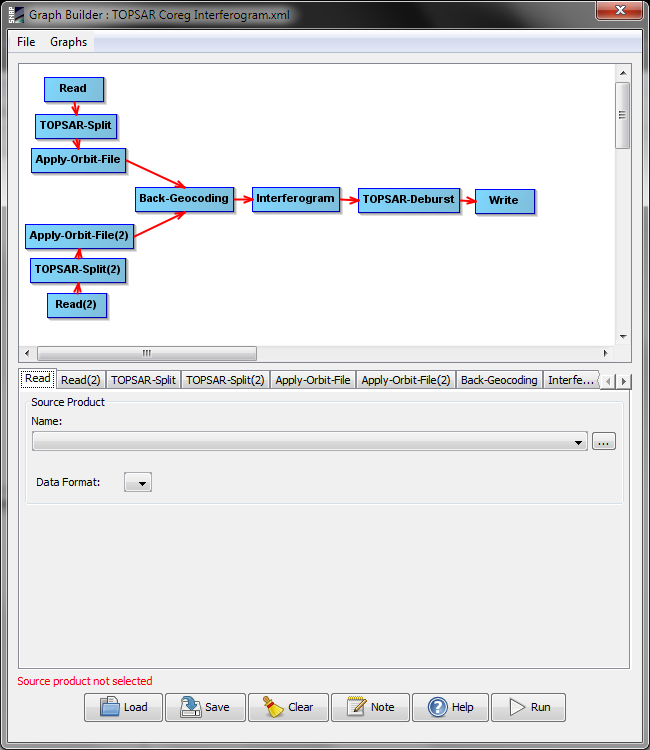 SNAP
Graph Builder : TOPSAR Coreg Interferogram.xml
File Graphs
Read
TOPSAR-Split
Apply-Orbit-File
Back-Geocoding Interferogram TOPSAR-Deburst Write
Apply-Orbit-File(2)
TOPSAR-Split(2)
Read(2)
Read Read(2) TOPSAR-Split TOPSAR-Split(2) Apply-Orbit-File Apply-Orbit-File(2) Back-Geocoding Interfe...
Source Product
Name:
...
Data Format:
Source product not selected
Load Save Clear Note Help Run